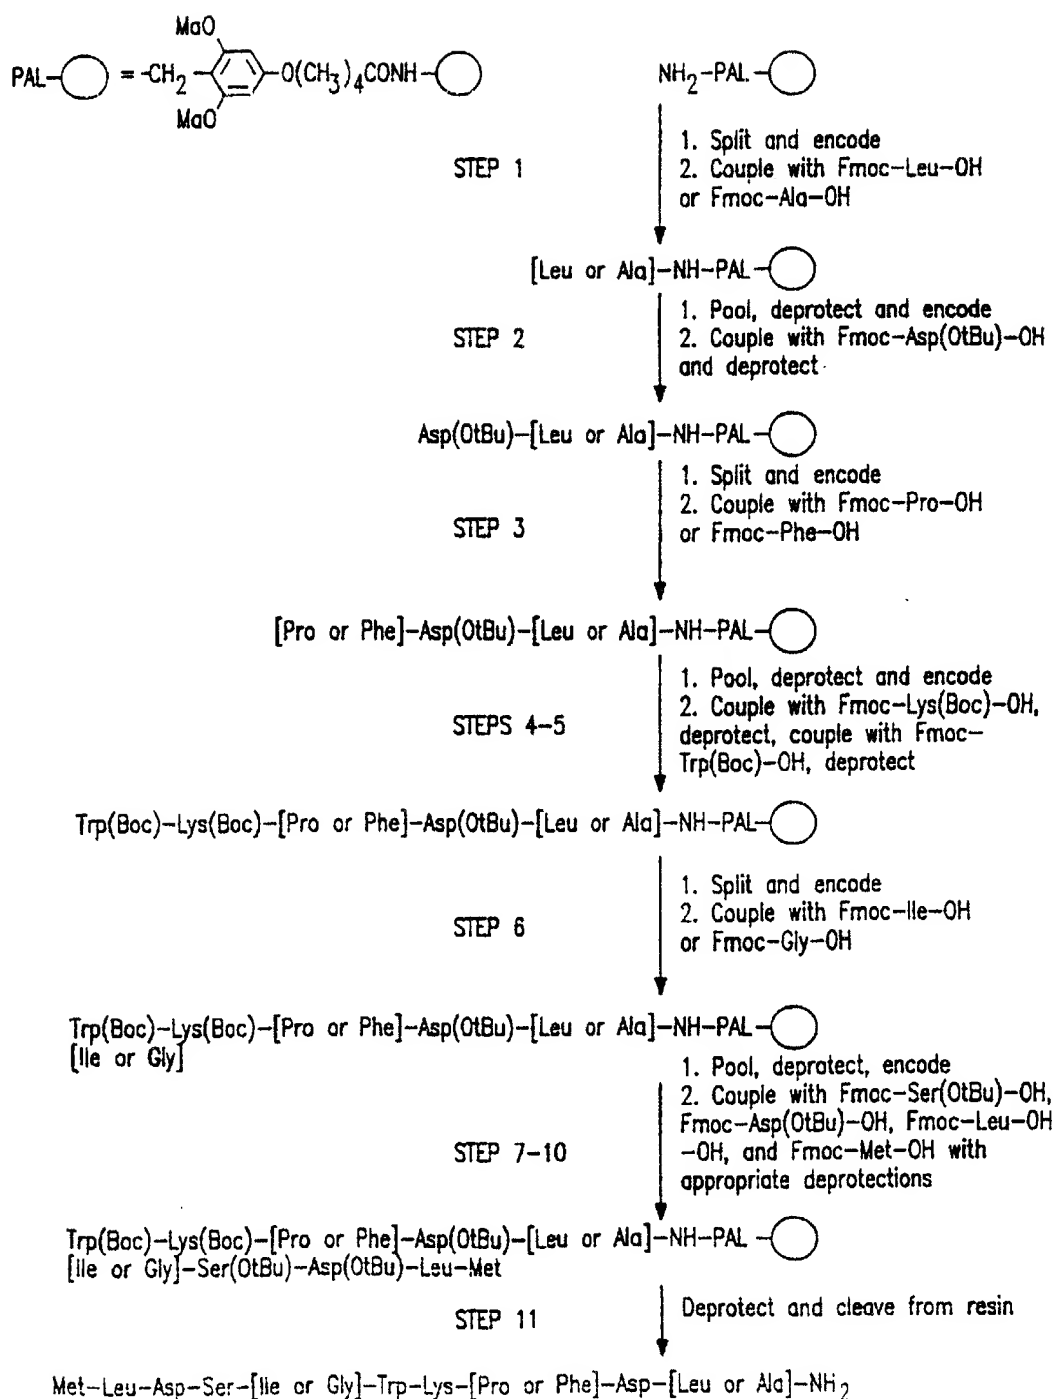 MaO
PAL = -CH2 O(CH3)4CONH
MaO
NH2-PAL
STEP 1
1. Split and encode
2. Couple with Fmoc-Leu-OH
or Fmoc-Ala-OH
[Leu or Ala]-NH-PAL
STEP 2
1. Pool, deprotect and encode
2. Couple with Fmoc-Asp(OtBu)-OH
and deprotect
Asp(OtBu)-[Leu or Ala]-NH-PAL
STEP 3
1. Split and encode
2. Couple with Fmoc-Pro-OH
or Fmoc-Phe-OH
[Pro or Phe]-Asp(OtBu)-[Leu or Ala]-NH-PAL
STEPS 4-5
1. Pool, deprotect and encode
2. Couple with Fmoc-Lys(Boc)-OH,
deprotect, couple with Fmoc-
Trp(Boc)-OH, deprotect
Trp(Boc)-Lys(Boc)-[Pro or Phe]-Asp(OtBu)-[Leu or Ala]-NH-PAL
STEP 6
1. Split and encode
2. Couple with Fmoc-Ile-OH
or Fmoc-Gly-OH
Trp(Boc)-Lys(Boc)-[Pro or Phe]-Asp(OtBu)-[Leu or Ala]-NH-PAL
[Ile or Gly]
STEP 7-10
1. Pool, deprotect, encode
2. Couple with Fmoc-Ser(OtBu)-OH,
Fmoc-Asp(OtBu)-OH, Fmoc-Leu-OH
-OH, and Fmoc-Met-OH with
appropriate deprotections
Trp(Boc)-Lys(Boc)-[Pro or Phe]-Asp(OtBu)-[Leu or Ala]-NH-PAL
[Ile or Gly]-Ser(OtBu)-Asp(OtBu)-Leu-Met
STEP 11
Deprotect and cleave from resin
Met-Leu-Asp-Ser-[Ile or Gly]-Trp-Lys-[Pro or Phe]-Asp-[Leu or Ala]-NH2